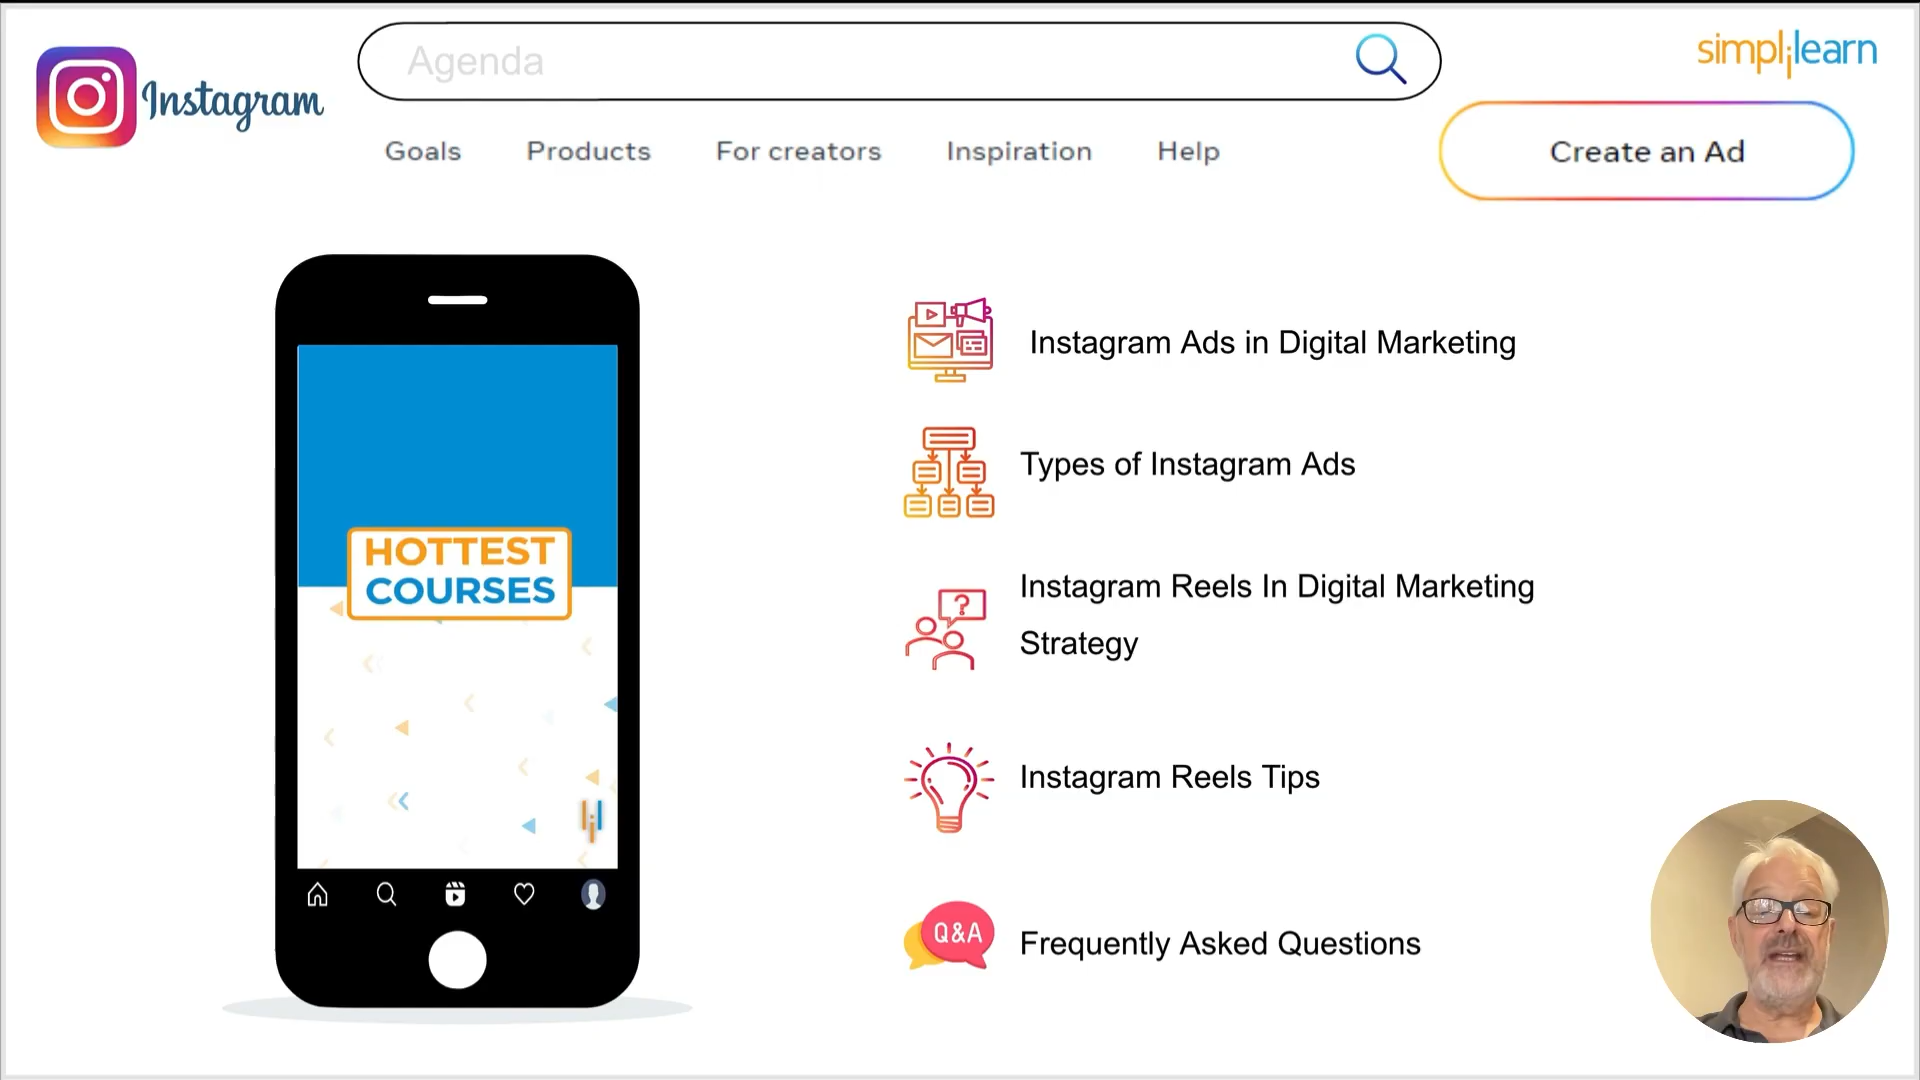 Instagram
Agenda
simplilearn
Goals
Products
For creators
Inspiration
Help
Create an Ad
HOTTEST
COURSES
Instagram Ads in Digital Marketing
Types of Instagram Ads
?
Instagram Reels In Digital Marketing
Strategy
Instagram Reels Tips
Q&A
Frequently Asked Questions